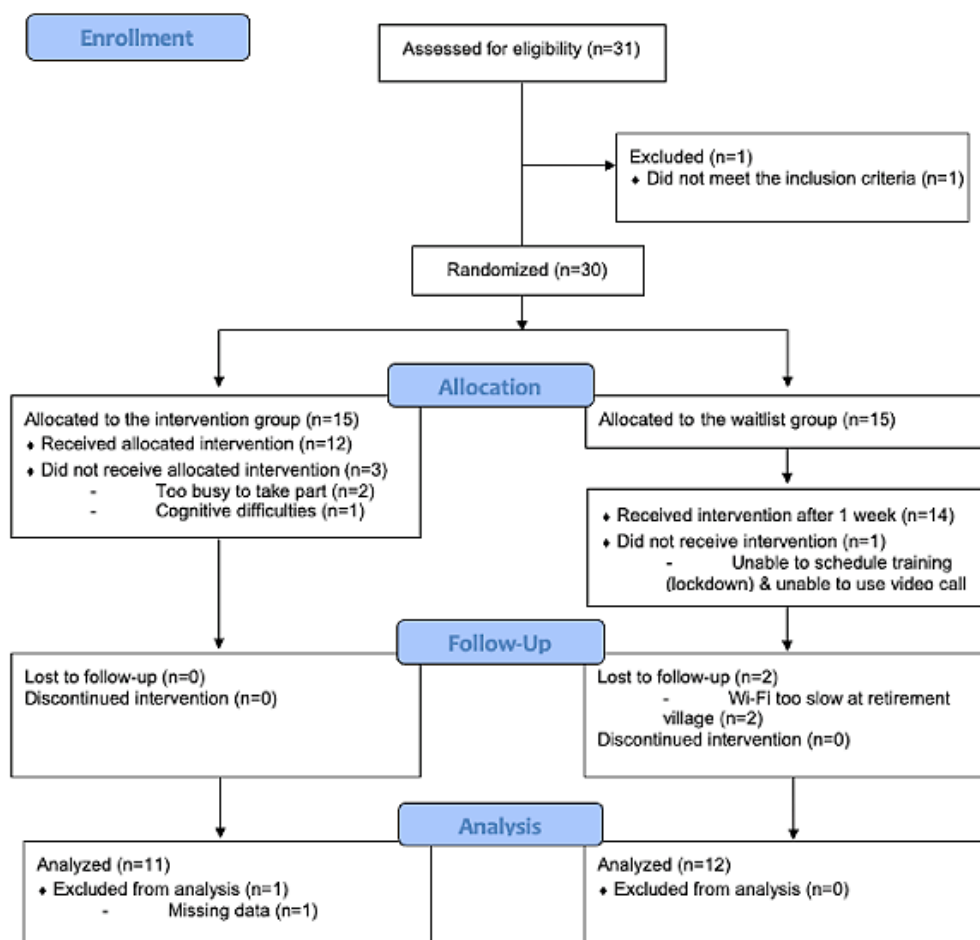 Enrollment
Assessed for eligibility (n=31)
Excluded (n=1)
♦ Did not meet the inclusion criteria (n=1)
Randomized (n=30)
Allocation
Allocated to the intervention group (n=15)
♦ Received allocated intervention (n=12)
♦ Did not receive allocated intervention (n=3)
- Too busy to take part (n=2)
- Cognitive difficulties (n=1)
Allocated to the waitlist group (n=15)
♦ Received intervention after 1 week (n=14)
♦ Did not receive intervention (n=1)
- Unable to schedule training
(lockdown) & unable to use video call
Follow-Up
Lost to follow-up (n=0)
Discontinued intervention (n=0)
Lost to follow-up (n=2)
- Wi-Fi too slow at retirement
village (n=2)
Discontinued intervention (n=0)
Analysis
Analyzed (n=11)
♦ Excluded from analysis (n=1)
- Missing data (n=1)
Analyzed (n=12)
♦ Excluded from analysis (n=0)